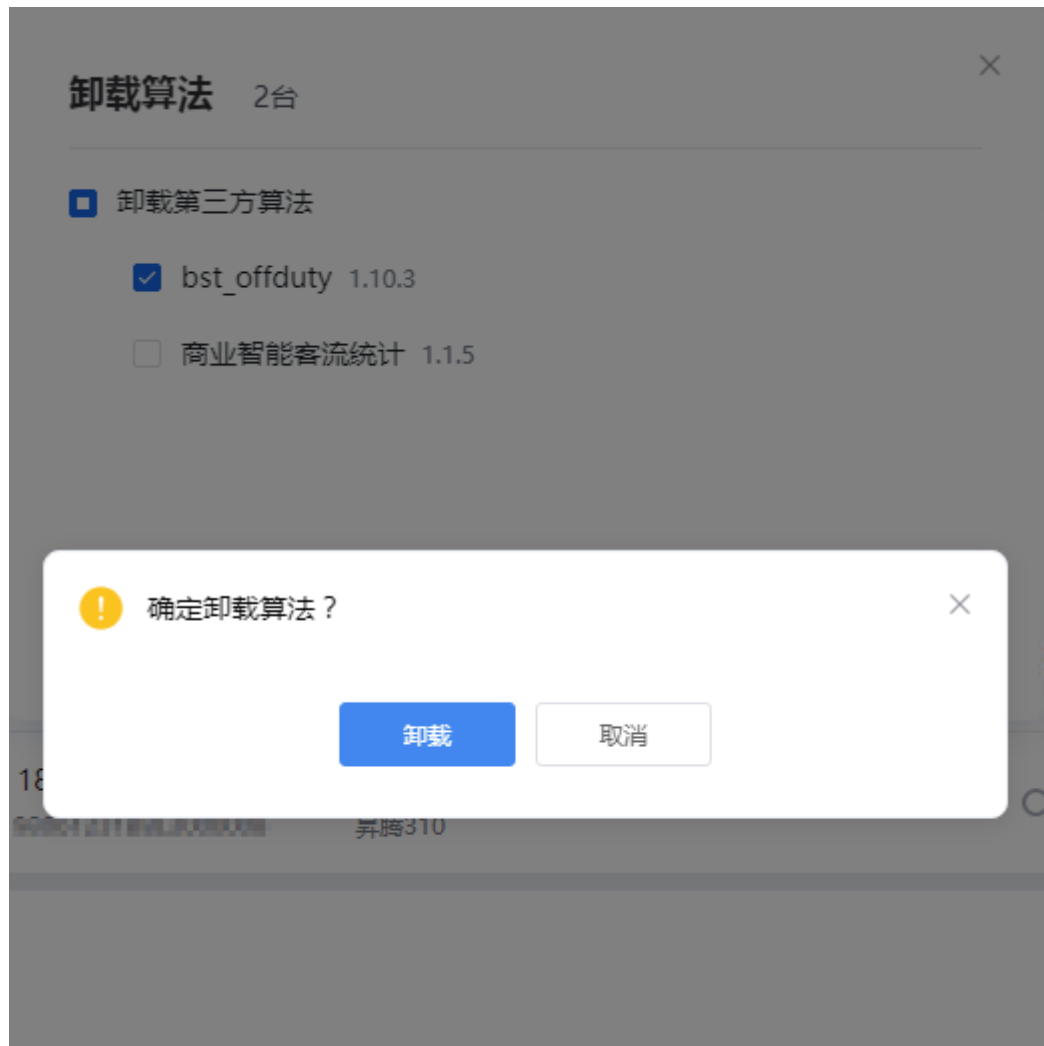 卸载算法 2台
卸载第三方算法
bst_offduty 1.10.3
商业智能客流统计 1.1.5
确定卸载算法？
卸载 取消
昇腾310